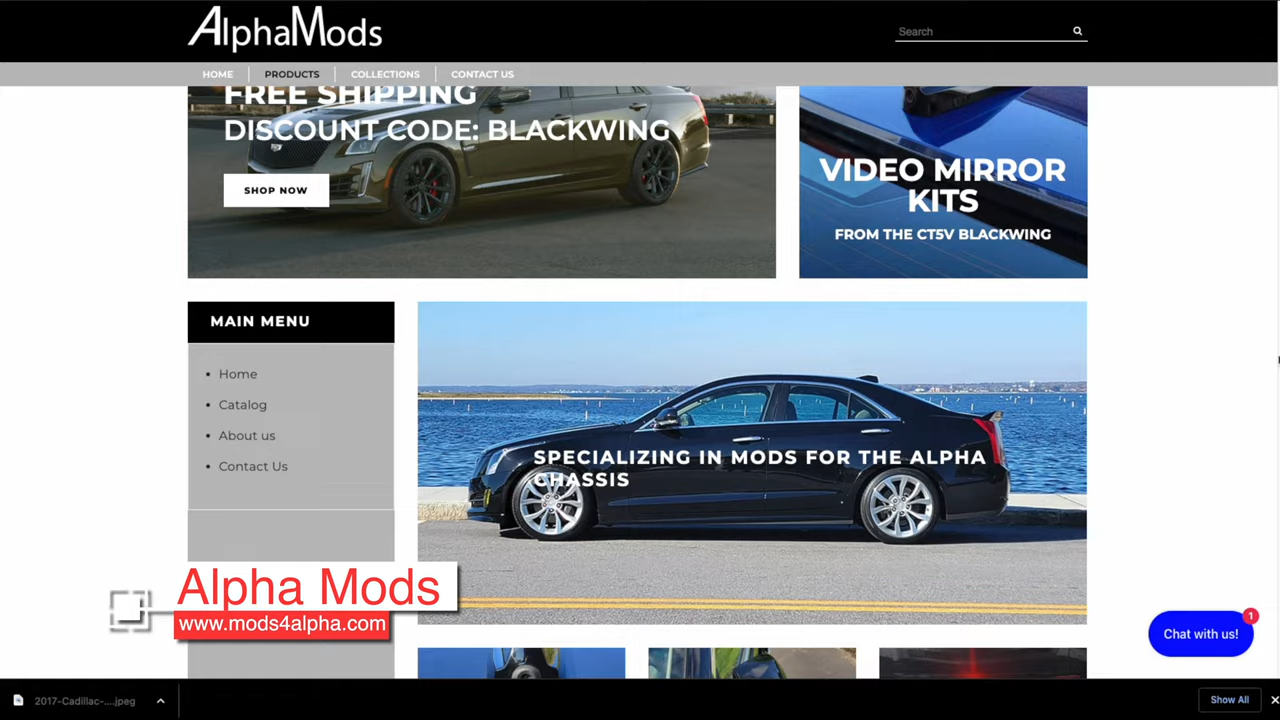 AlphaMods
Search
HOME
PRODUCTS
COLLECTIONS
CONTACT US
FREE SHIPPING
DISCOUNT CODE: BLACKWING
SHOP NOW
VIDEO MIRROR
KITS
FROM THE CT5V BLACKWING
MAIN MENU
Home
Catalog
About us
Contact Us
SPECIALIZING IN MODS FOR THE ALPHA
CHASSIS
Alpha Mods
www.mods4alpha.com
1
Chat with us!
2017-Cadillac-....jpeg
Show All